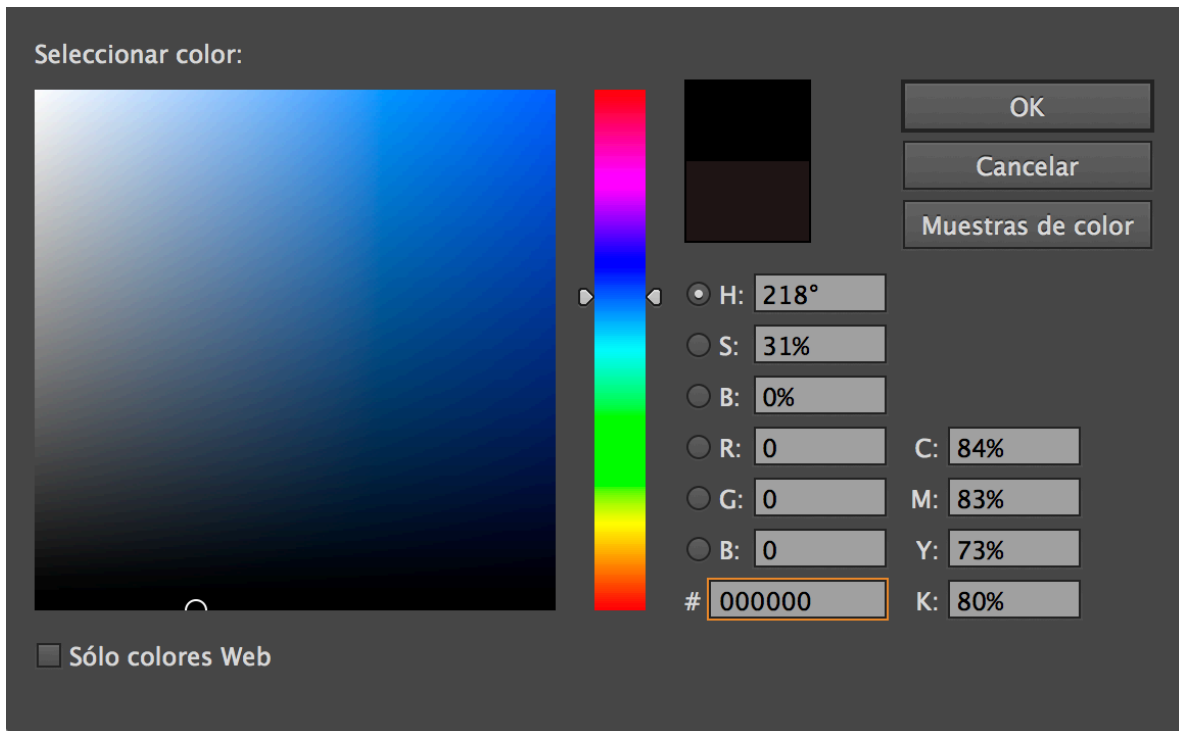 Seleccionar color:
OK
Cancelar
Muestras de color
H: 218°
S: 31%
B: 0%
R: 0
G: 0
B: 0
# 000000
C: 84%
M: 83%
Y: 73%
K: 80%
Sólo colores Web